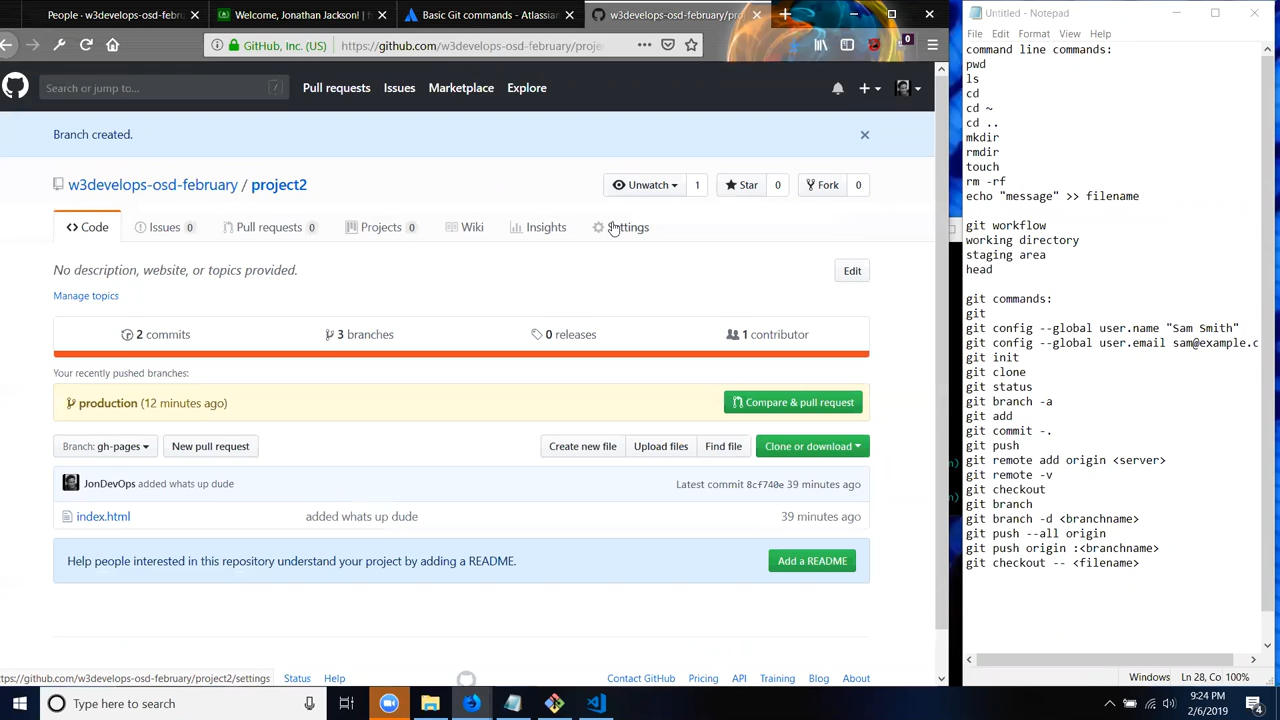 People - w3develops-osd-februa
Welcome
Basic Git commands - Atlassia
w3develops-osd-february/proj
GitHub, Inc. (US)
https://github.com/w3develops-osd-february/proje
0
Search or jump to...
/
Pull requests
Issues
Marketplace
Explore
Branch created.
w3develops-osd-february / project2
Unwatch
1
Star
0
Fork
0
Code
Issues 0
Pull requests 0
Projects 0
Wiki
Insights
Settings
No description, website, or topics provided.
Edit
Manage topics
2 commits
3 branches
0 releases
1 contributor
Your recently pushed branches:
production (12 minutes ago)
Compare & pull request
Branch: gh-pages
New pull request
Create new file
Upload files
Find file
Clone or download
JonDevOps added whats up dude
Latest commit 8cf740e 39 minutes ago
index.html
added whats up dude
39 minutes ago
Help people interested in this repository understand your project by adding a README.
Add a README
ttps://github.com/w3develops-osd-february/project2/settings
Status
Help
Contact GitHub
Pricing
API
Training
Blog
About
Untitled - Notepad
File
Edit
Format
View
Help
command line commands:
pwd
ls
cd
cd ~
cd ..
mkdir
rmdir
touch
rm -rf
echo "message" >> filename
git workflow
working directory
staging area
head
git commands:
git
git config --global user.name "Sam Smith"
git config --global user.email sam@example.c
git init
git clone
git status
git branch -a
git add
git commit -.
git push
git remote add origin <server>
git remote -v
git checkout
git branch
git branch -d <branchname>
git push --all origin
git push origin :<branchname>
git checkout -- <filename>
Windows
Ln 28, Co
100%
Type here to search
9:24 PM
2/6/2019
4